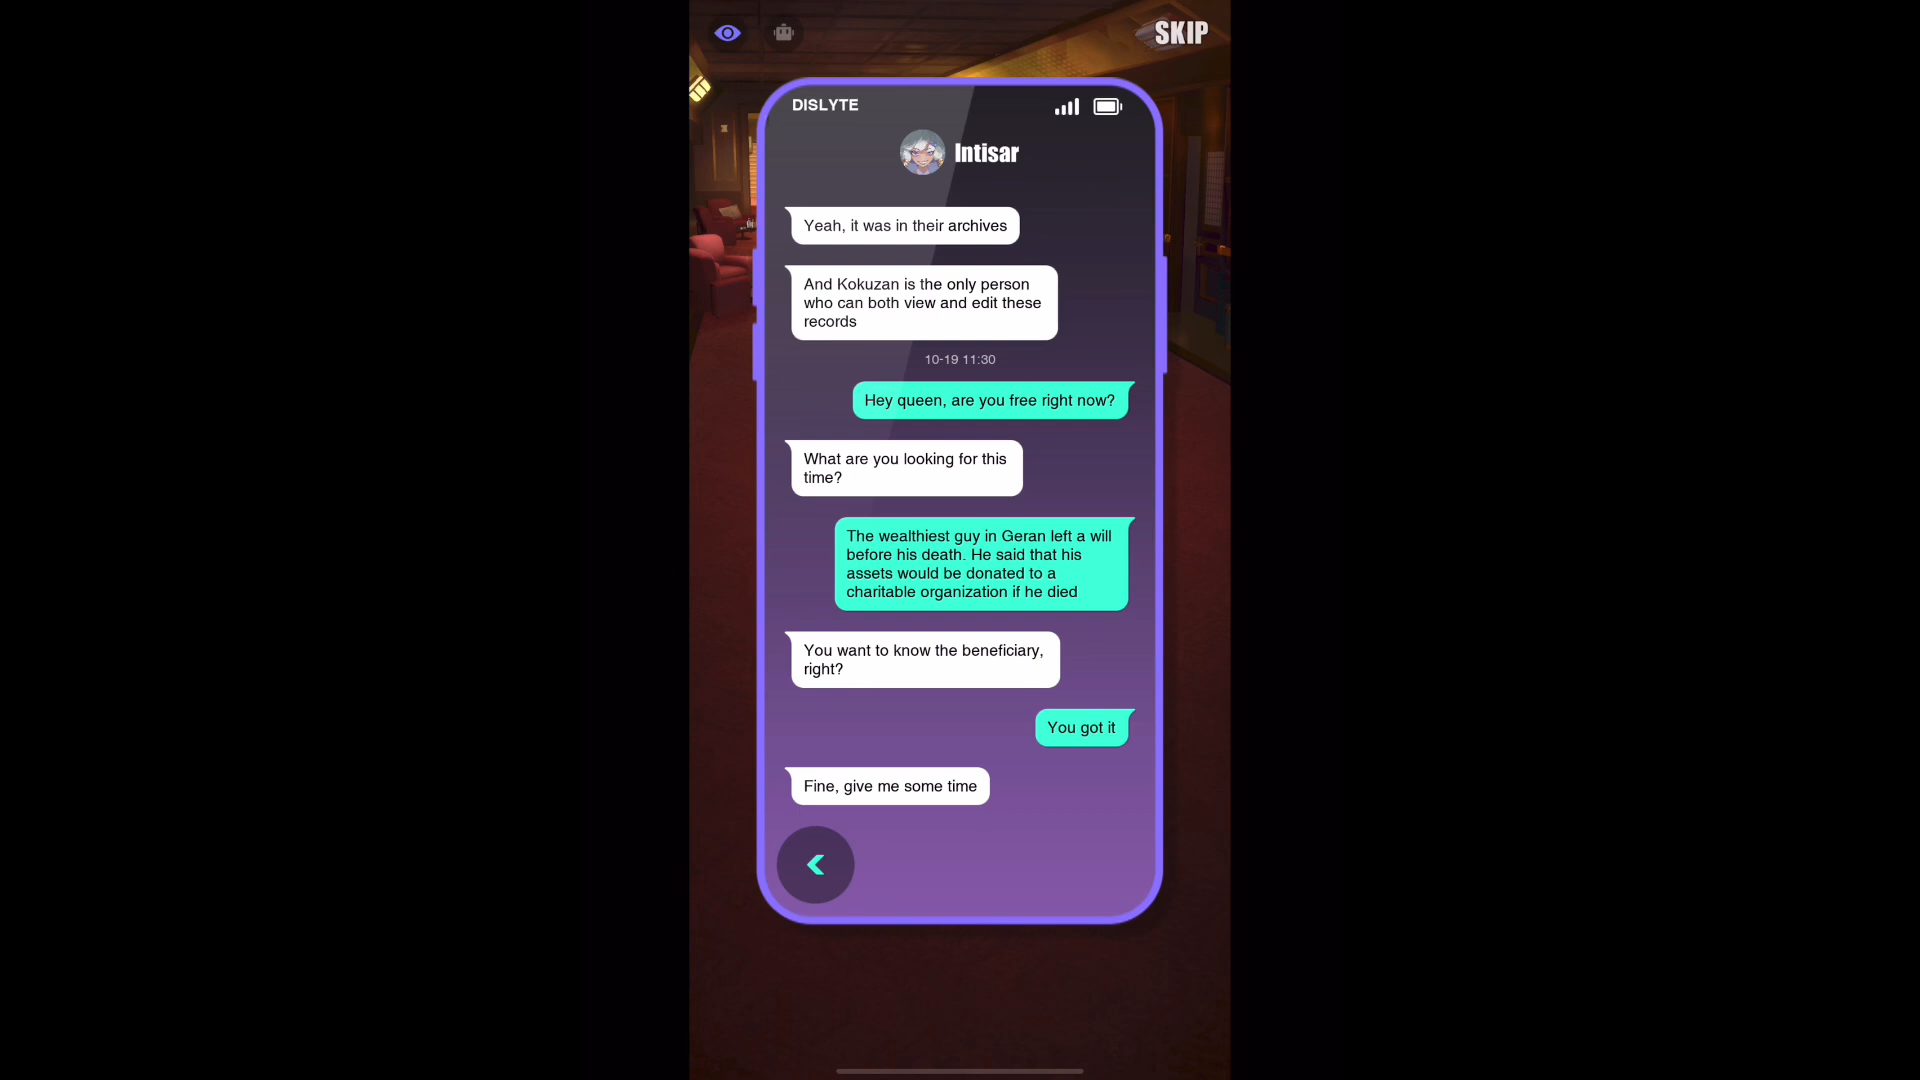 SKIP
DISLYTE
Intisar
Yeah, it was in their archives
And Kokuzan is the only person
who can both view and edit these
records
10-19 11:30
Hey queen, are you free right now?
What are you looking for this
time?
The wealthiest guy in Geran left a will
before his death. He said that his
assets would be donated to a
charitable organization if he died
You want to know the beneficiary,
right?
You got it
Fine, give me some time